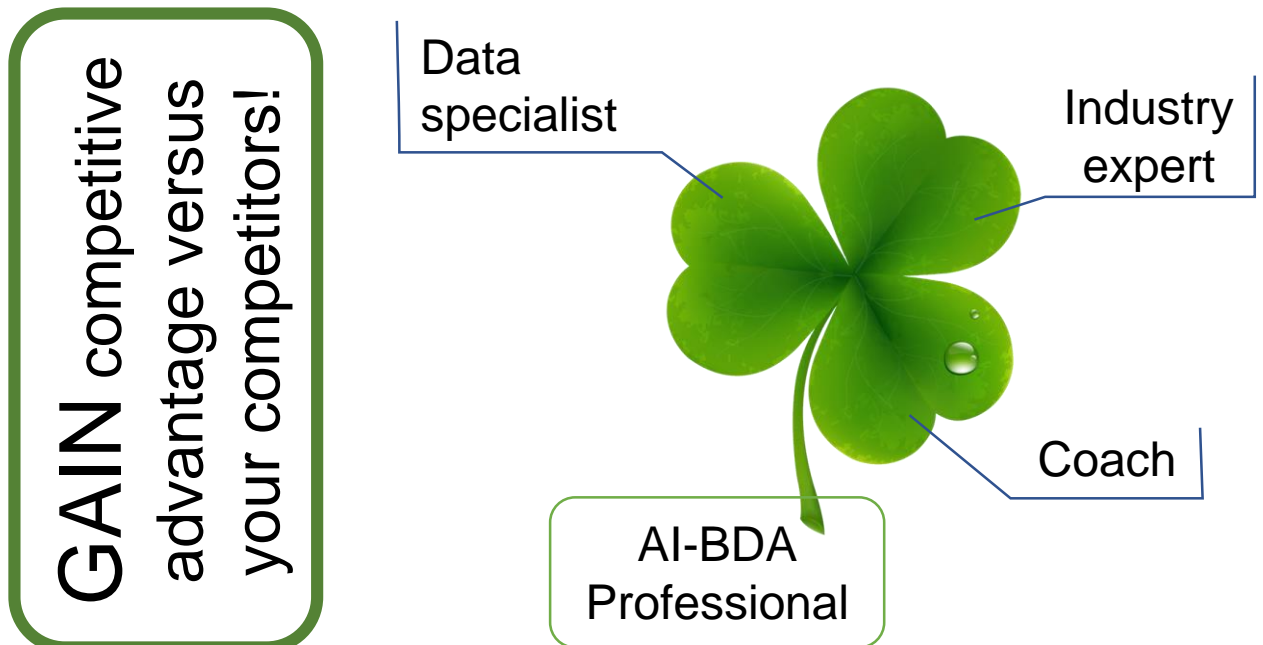 GAIN competitive
advantage versus
your competitors!
Data
specialist
Industry
expert
Coach
AI-BDA
Professional